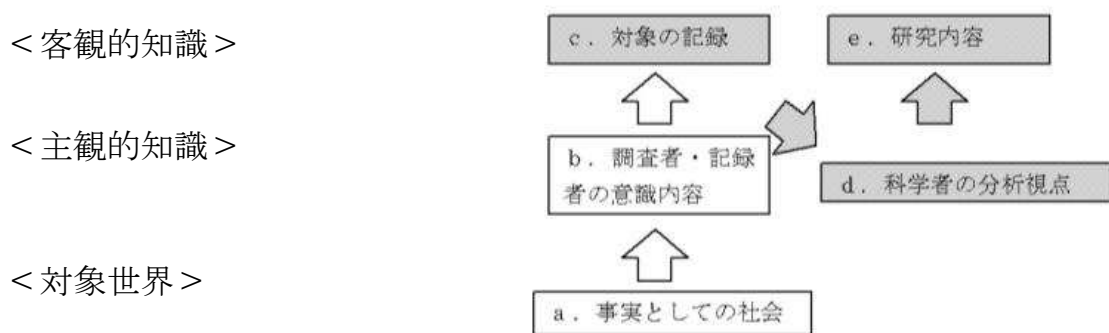 ＜客観的知識＞
c．対象の記録
e．研究内容
＜主観的知識＞
b．調査者・記録
者の意識内容
d．科学者の分析視点
＜対象世界＞
a．事実としての社会